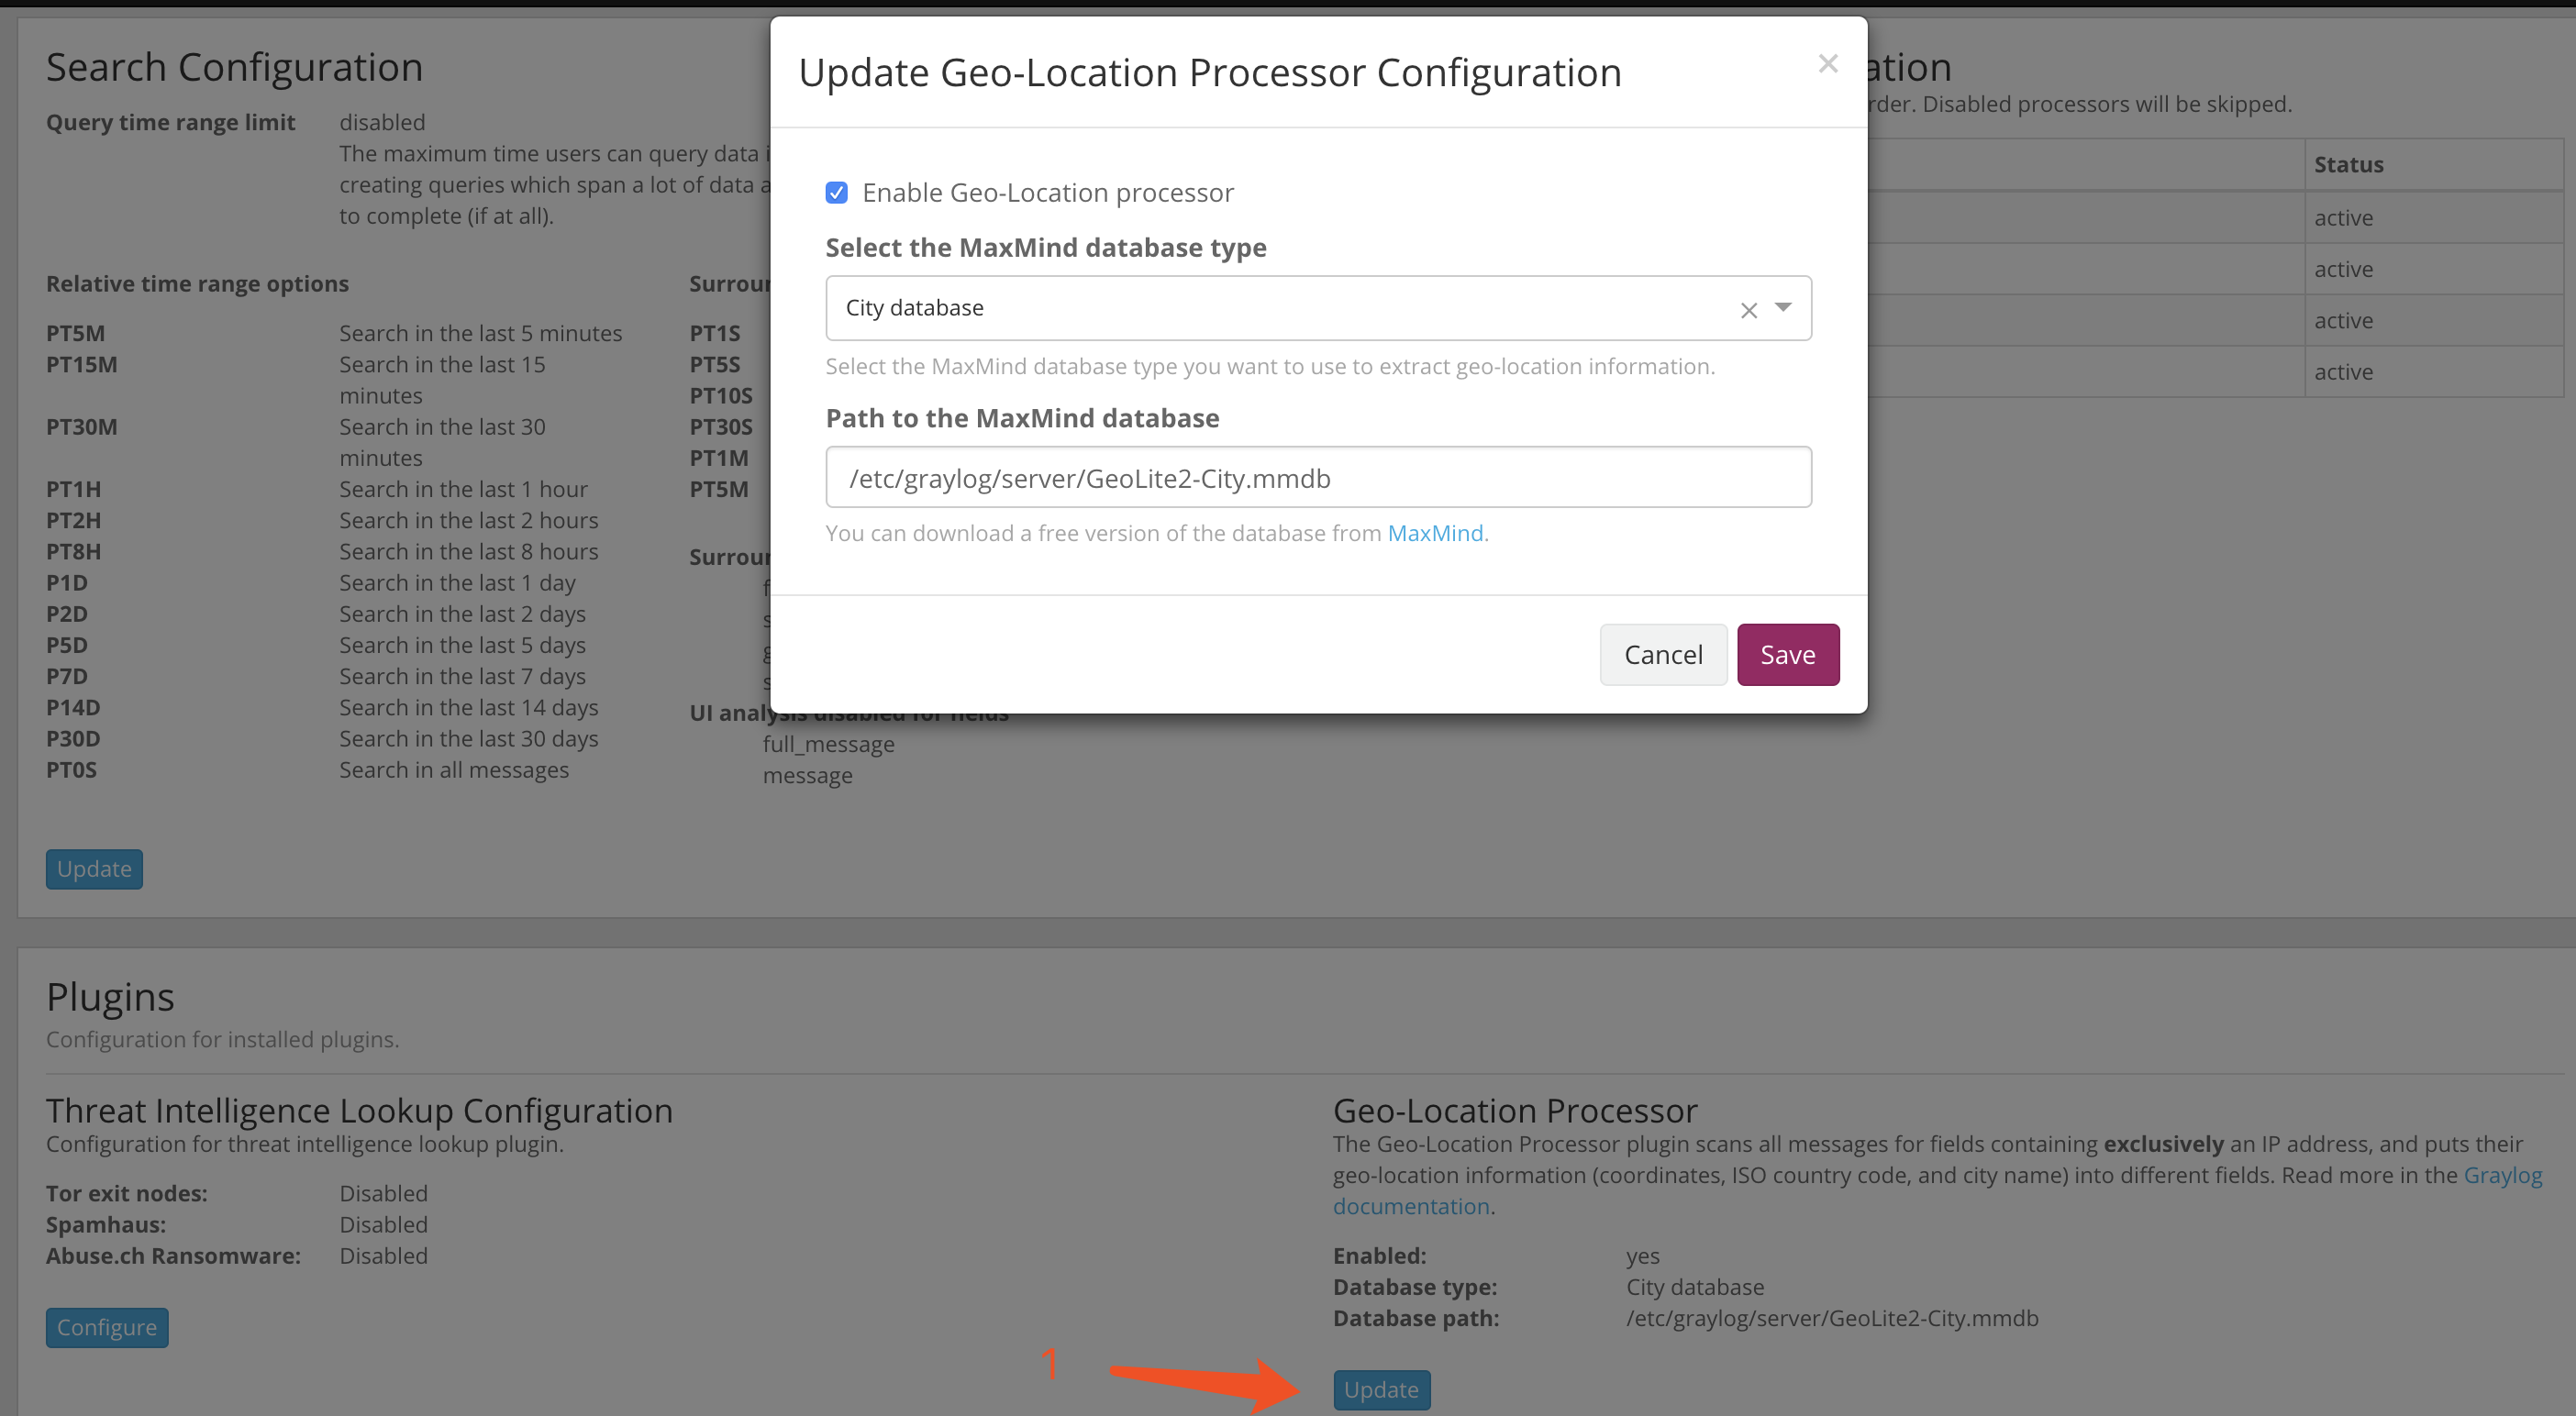 Search Configuration
Query time range limit disabled
The maximum time users can query data
creating queries which span a lot of data
to complete (if at all).
Relative time range options
PT5M Search in the last 5 minutes
PT15M Search in the last 15
minutes
PT30M Search in the last 30
minutes
PT1H Search in the last 1 hour
PT2H Search in the last 2 hours
PT8H Search in the last 8 hours
P1D Search in the last 1 day
P2D Search in the last 2 days
P5D Search in the last 5 days
P7D Search in the last 7 days
P14D Search in the last 14 days
P30D Search in the last 30 days
PT0S Search in all messages
PT1S
PT5S
PT10S
PT30S
PT1M
PT5M
UI analysis disabled for fields
full_message
message
Update
Update Geo-Location Processor Configuration
×
Enable Geo-Location processor
Select the MaxMind database type
City database
Select the MaxMind database type you want to use to extract geo-location information.
Path to the MaxMind database
/etc/graylog/server/GeoLite2-City.mmdb
You can download a free version of the database from MaxMind.
Cancel Save
ation
rder. Disabled processors will be skipped.
Status
active
active
active
active
Plugins
Configuration for installed plugins.
Threat Intelligence Lookup Configuration
Configuration for threat intelligence lookup plugin.
Tor exit nodes: Disabled
Spamhaus: Disabled
Abuse.ch Ransomware: Disabled
Configure
Geo-Location Processor
The Geo-Location Processor plugin scans all messages for fields containing exclusively an IP address, and puts their
geo-location information (coordinates, ISO country code, and city name) into different fields. Read more in the Graylog
documentation.
Enabled: yes
Database type: City database
Database path: /etc/graylog/server/GeoLite2-City.mmdb
1
Update